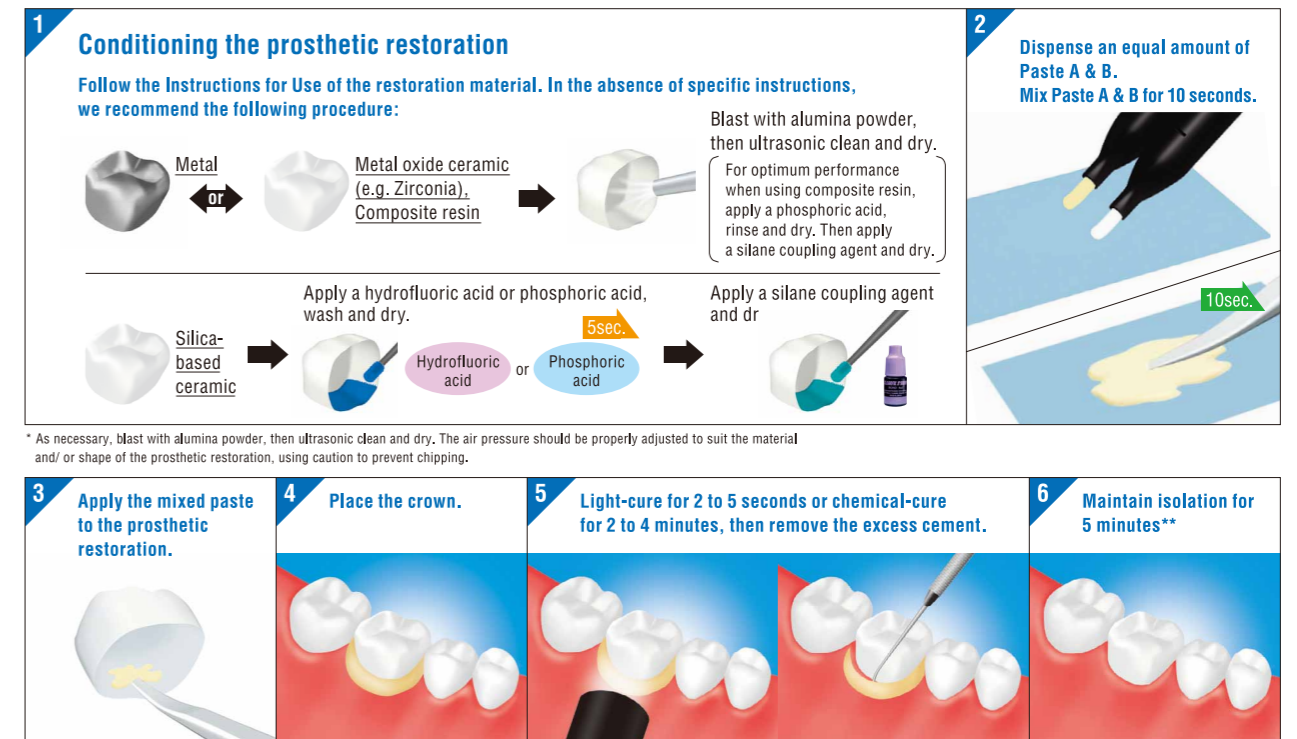 1
Conditioning the prosthetic restoration
Follow the Instructions for Use of the restoration material. In the absence of specific instructions,
we recommend the following procedure:
Metal
or
Metal oxide ceramic
(e.g. Zirconia),
Composite resin
Blast with alumina powder,
then ultrasonic clean and dry.
For optimum performance
when using composite resin,
apply a phosphoric acid,
rinse and dry. Then apply
a silane coupling agent and dry.
Silica-
based
ceramic
Apply a hydrofluoric acid or phosphoric acid,
wash and dry.
5sec.
Hydrofluoric
acid
or
Phosphoric
acid
Apply a silane coupling agent
and dr
2
Dispense an equal amount of
Paste A & B.
Mix Paste A & B for 10 seconds.
10sec.
* As necessary, blast with alumina powder, then ultrasonic clean and dry. The air pressure should be properly adjusted to suit the material
and/ or shape of the prosthetic restoration, using caution to prevent chipping.
3
Apply the mixed paste
to the prosthetic
restoration.
4
Place the crown.
5
Light-cure for 2 to 5 seconds or chemical-cure
for 2 to 4 minutes, then remove the excess cement.
6
Maintain isolation for
5 minutes**